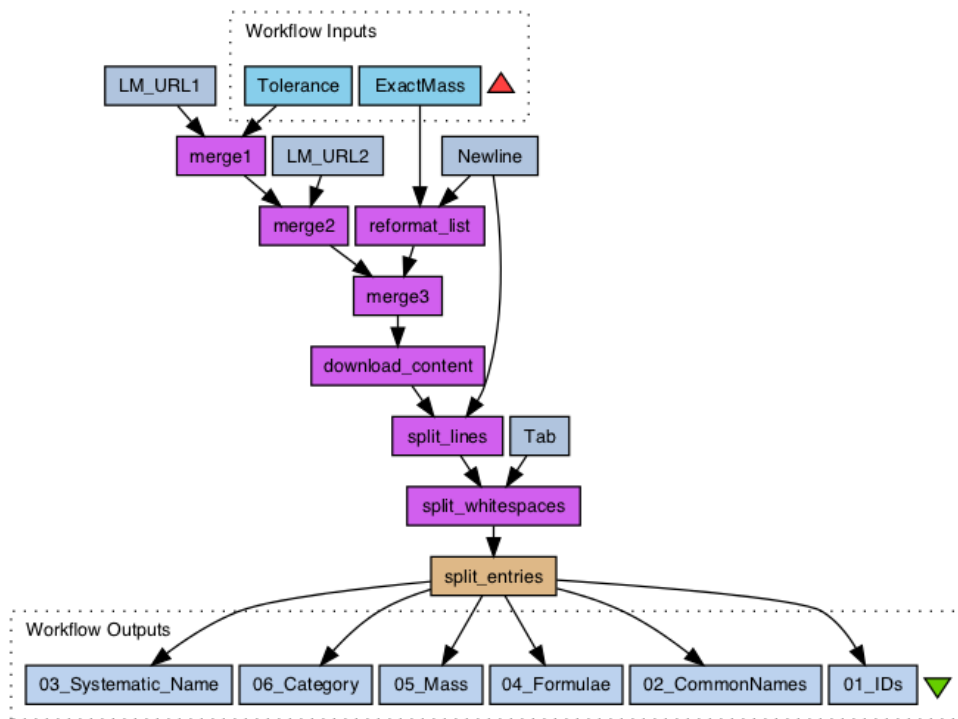 Workflow Inputs
LM_URL1
Tolerance
ExactMass
merge1
LM_URL2
Newline
merge2
reformat_list
merge3
download_content
split_lines
Tab
split_whitespaces
split_entries
Workflow Outputs
03_Systematic_Name
06_Category
05_Mass
04_Formulae
02_CommonNames
01_IDs